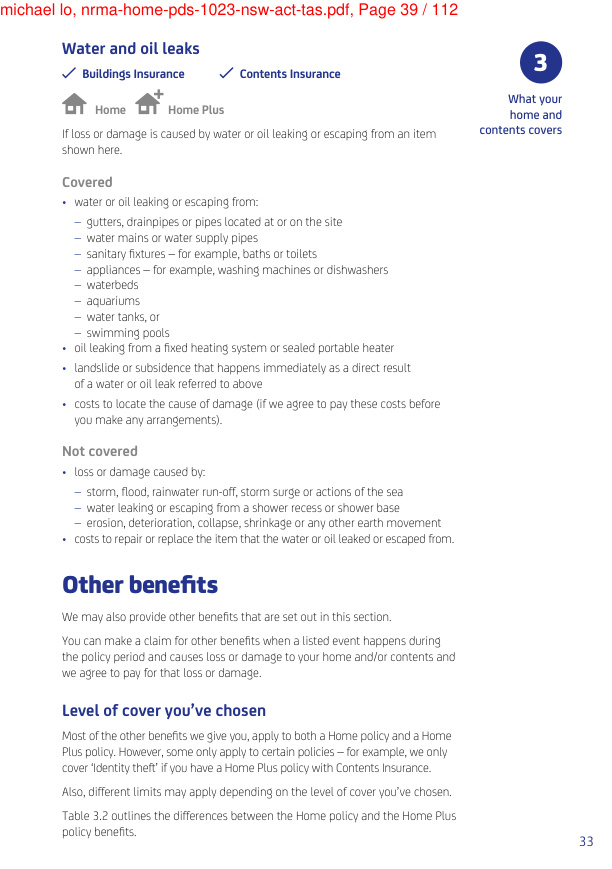 michael lo, nrma-home-pds-1023-nsw-act-tas.pdf, Page 39 / 112
Water and oil leaks
Buildings Insurance Contents Insurance
Home Home Plus
If loss or damage is caused by water or oil leaking or escaping from an item
shown here.
3
What your
home and
contents covers
Covered
• water or oil leaking or escaping from:
– gutters, drainpipes or pipes located at or on the site
– water mains or water supply pipes
– sanitary fixtures – for example, baths or toilets
– appliances – for example, washing machines or dishwashers
– waterbeds
– aquariums
– water tanks, or
– swimming pools
• oil leaking from a fixed heating system or sealed portable heater
• landslide or subsidence that happens immediately as a direct result
of a water or oil leak referred to above
• costs to locate the cause of damage (if we agree to pay these costs before
you make any arrangements).
Not covered
• loss or damage caused by:
– storm, flood, rainwater run-off, storm surge or actions of the sea
– water leaking or escaping from a shower recess or shower base
– erosion, deterioration, collapse, shrinkage or any other earth movement
• costs to repair or replace the item that the water or oil leaked or escaped from.
Other benefits
We may also provide other benefits that are set out in this section.
You can make a claim for other benefits when a listed event happens during
the policy period and causes loss or damage to your home and/or contents and
we agree to pay for that loss or damage.
Level of cover you've chosen
Most of the other benefits we give you, apply to both a Home policy and a Home
Plus policy. However, some only apply to certain policies – for example, we only
cover 'Identity theft' if you have a Home Plus policy with Contents Insurance.
Also, different limits may apply depending on the level of cover you've chosen.
Table 3.2 outlines the differences between the Home policy and the Home Plus
policy benefits.
33